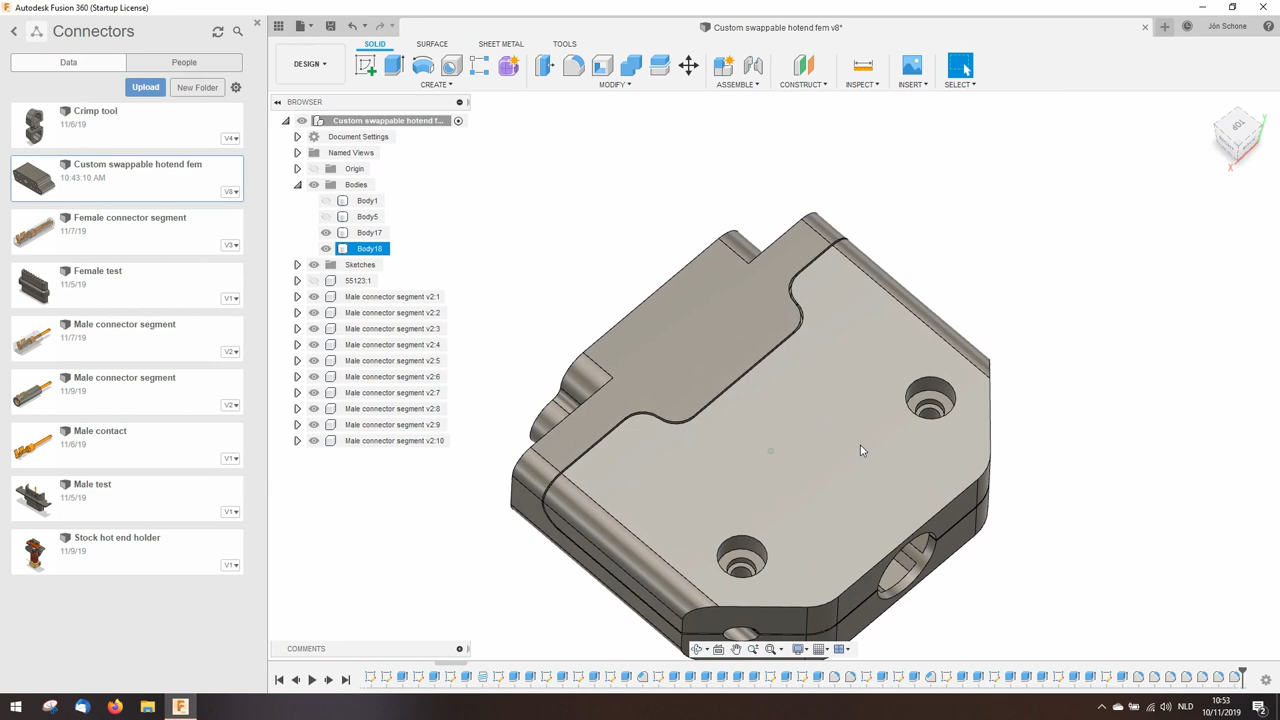 Autodesk Fusion 360 (Startup License)
Connectors
Data
People
Upload
New Folder
Crimp tool
11/6/19
V4
Custom swappable hotend fem
10:43:10 AM
V8
Female connector segment
11/7/19
V3
Female test
11/6/19
V1
Male connector segment
11/7/19
V2
Male connector segment
11/9/19
V2
Male contact
11/6/19
V1
Male test
11/5/19
V1
Stock hot end holder
11/9/19
V1
Custom swappable hotend fem v8*
Jón Schone
SOLID
SURFACE
SHEET METAL
TOOLS
DESIGN
CREATE
MODIFY
ASSEMBLE
CONSTRUCT
INSPECT
INSERT
SELECT
BROWSER
Custom swappable hotend f...
Document Settings
Named Views
Origin
Bodies
Body1
Body5
Body17
Body18
Sketches
55123:1
Male connector segment v2:1
Male connector segment v2:2
Male connector segment v2:3
Male connector segment v2:4
Male connector segment v2:5
Male connector segment v2:6
Male connector segment v2:7
Male connector segment v2:8
Male connector segment v2:9
Male connector segment v2:10
TOP
Z
X
COMMENTS
NLD
10:53
10/11/2019
2